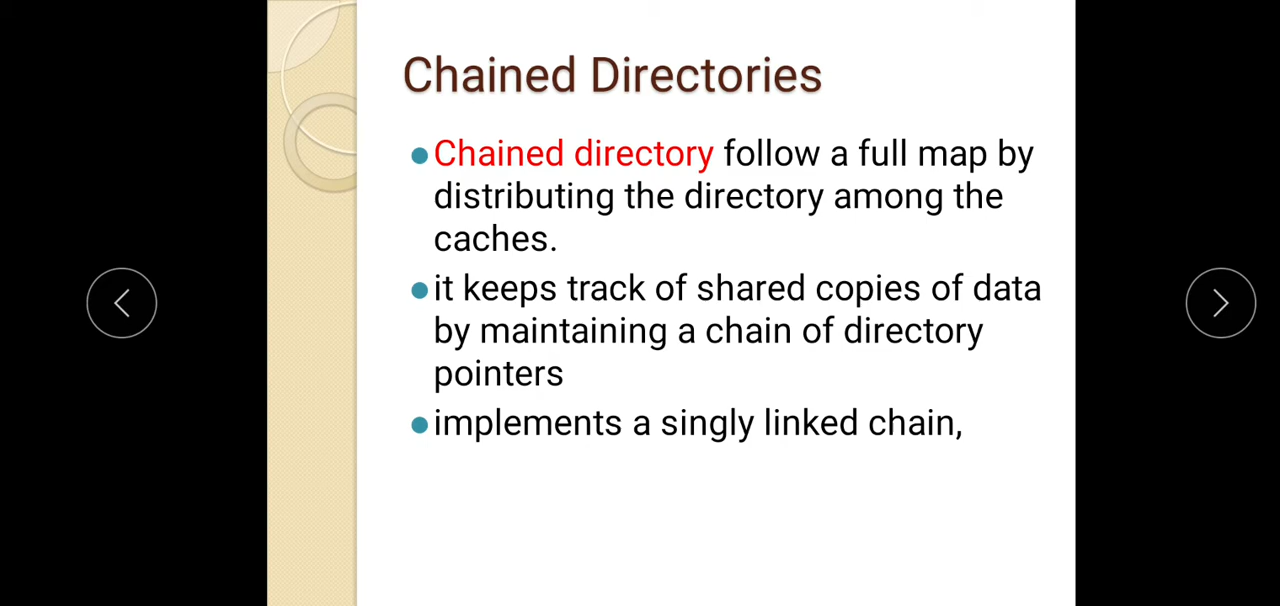 Chained Directories
Chained directory follow a full map by
distributing the directory among the
caches.
it keeps track of shared copies of data
by maintaining a chain of directory
pointers
implements a singly linked chain,